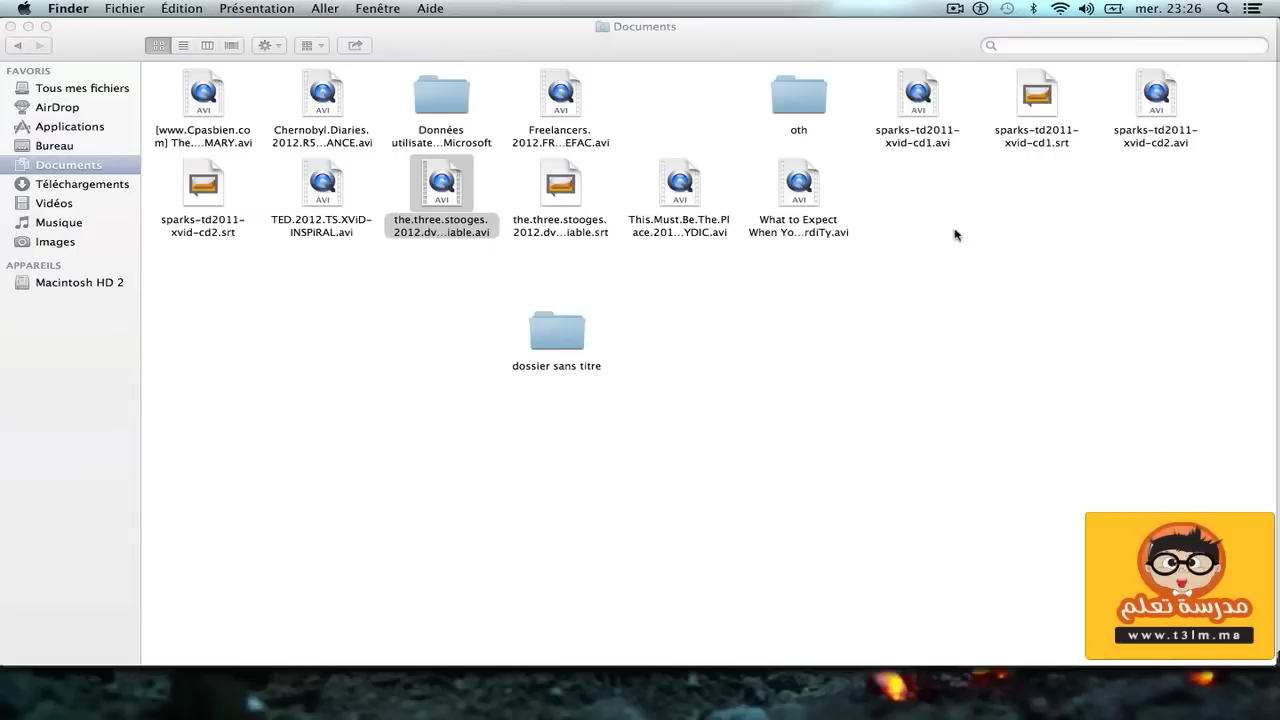 Finder Fichier Édition Présentation Aller Fenêtre Aide mer. 23:26
Documents
FAVORIS
Tous mes fichiers
AirDrop
Applications
Bureau
Documents
Téléchargements
Vidéos
Musique
Images
APPAREILS
Macintosh HD 2
AVI
[www.Cpasbien.co
m] The....MARY.avi
AVI
Chernobyl.Diaries.
2012.R5...ANCE.avi
Données
utilisate...Microsoft
AVI
Freelancers.
2012.FR...EFAC.avi
oth
AVI
sparks-td2011-
xvid-cd1.avi
sparks-td2011-
xvid-cd1.srt
AVI
sparks-td2011-
xvid-cd2.avi
sparks-td2011-
xvid-cd2.srt
AVI
TED.2012.TS.XViD-
INSPiRAL.avi
AVI
the.three.stooges.
2012.dv...iable.avi
the.three.stooges.
2012.dv...iable.srt
AVI
This.Must.Be.The.Pl
ace.201...YDIC.avi
AVI
What to Expect
When Yo...rdiTy.avi
dossier sans titre
مدرسة تعلم
www.t3lm.ma